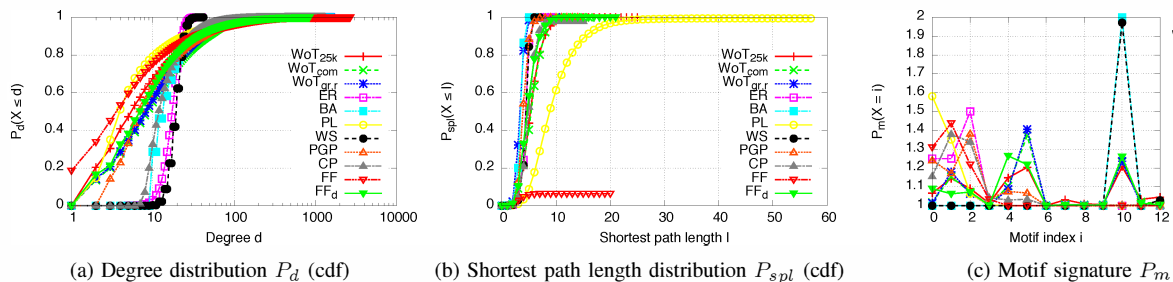 P_d(X ≤ d)
1
0.8
0.6
0.4
0.2
0
1 10 100 1000 10000
Degree d
WoT_25k
WoT_com
WoT_gr.r
ER
BA
PL
WS
PGP
CP
FF
FF_d
(a) Degree distribution P_d (cdf)
P_spl(X ≤ l)
1
0.8
0.6
0.4
0.2
0
0 10 20 30 40 50 60
Shortest path length l
WoT_25k
WoT_com
WoT_gr.r
ER
BA
PL
WS
PGP
CP
FF
FF_d
(b) Shortest path length distribution P_spl (cdf)
P_m(X = i)
2
1.9
1.8
1.7
1.6
1.5
1.4
1.3
1.2
1.1
1
0 2 4 6 8 10 12
Motif index i
(c) Motif signature P_m